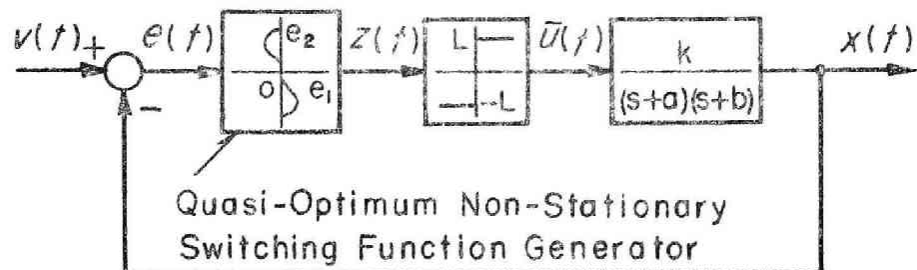 v(t) + e(t) e₂ z(t) L ū(t) k x(t)
O e₁ -L (s+a)(s+b)
-
Quasi-Optimum Non-Stationary
Switching Function Generator